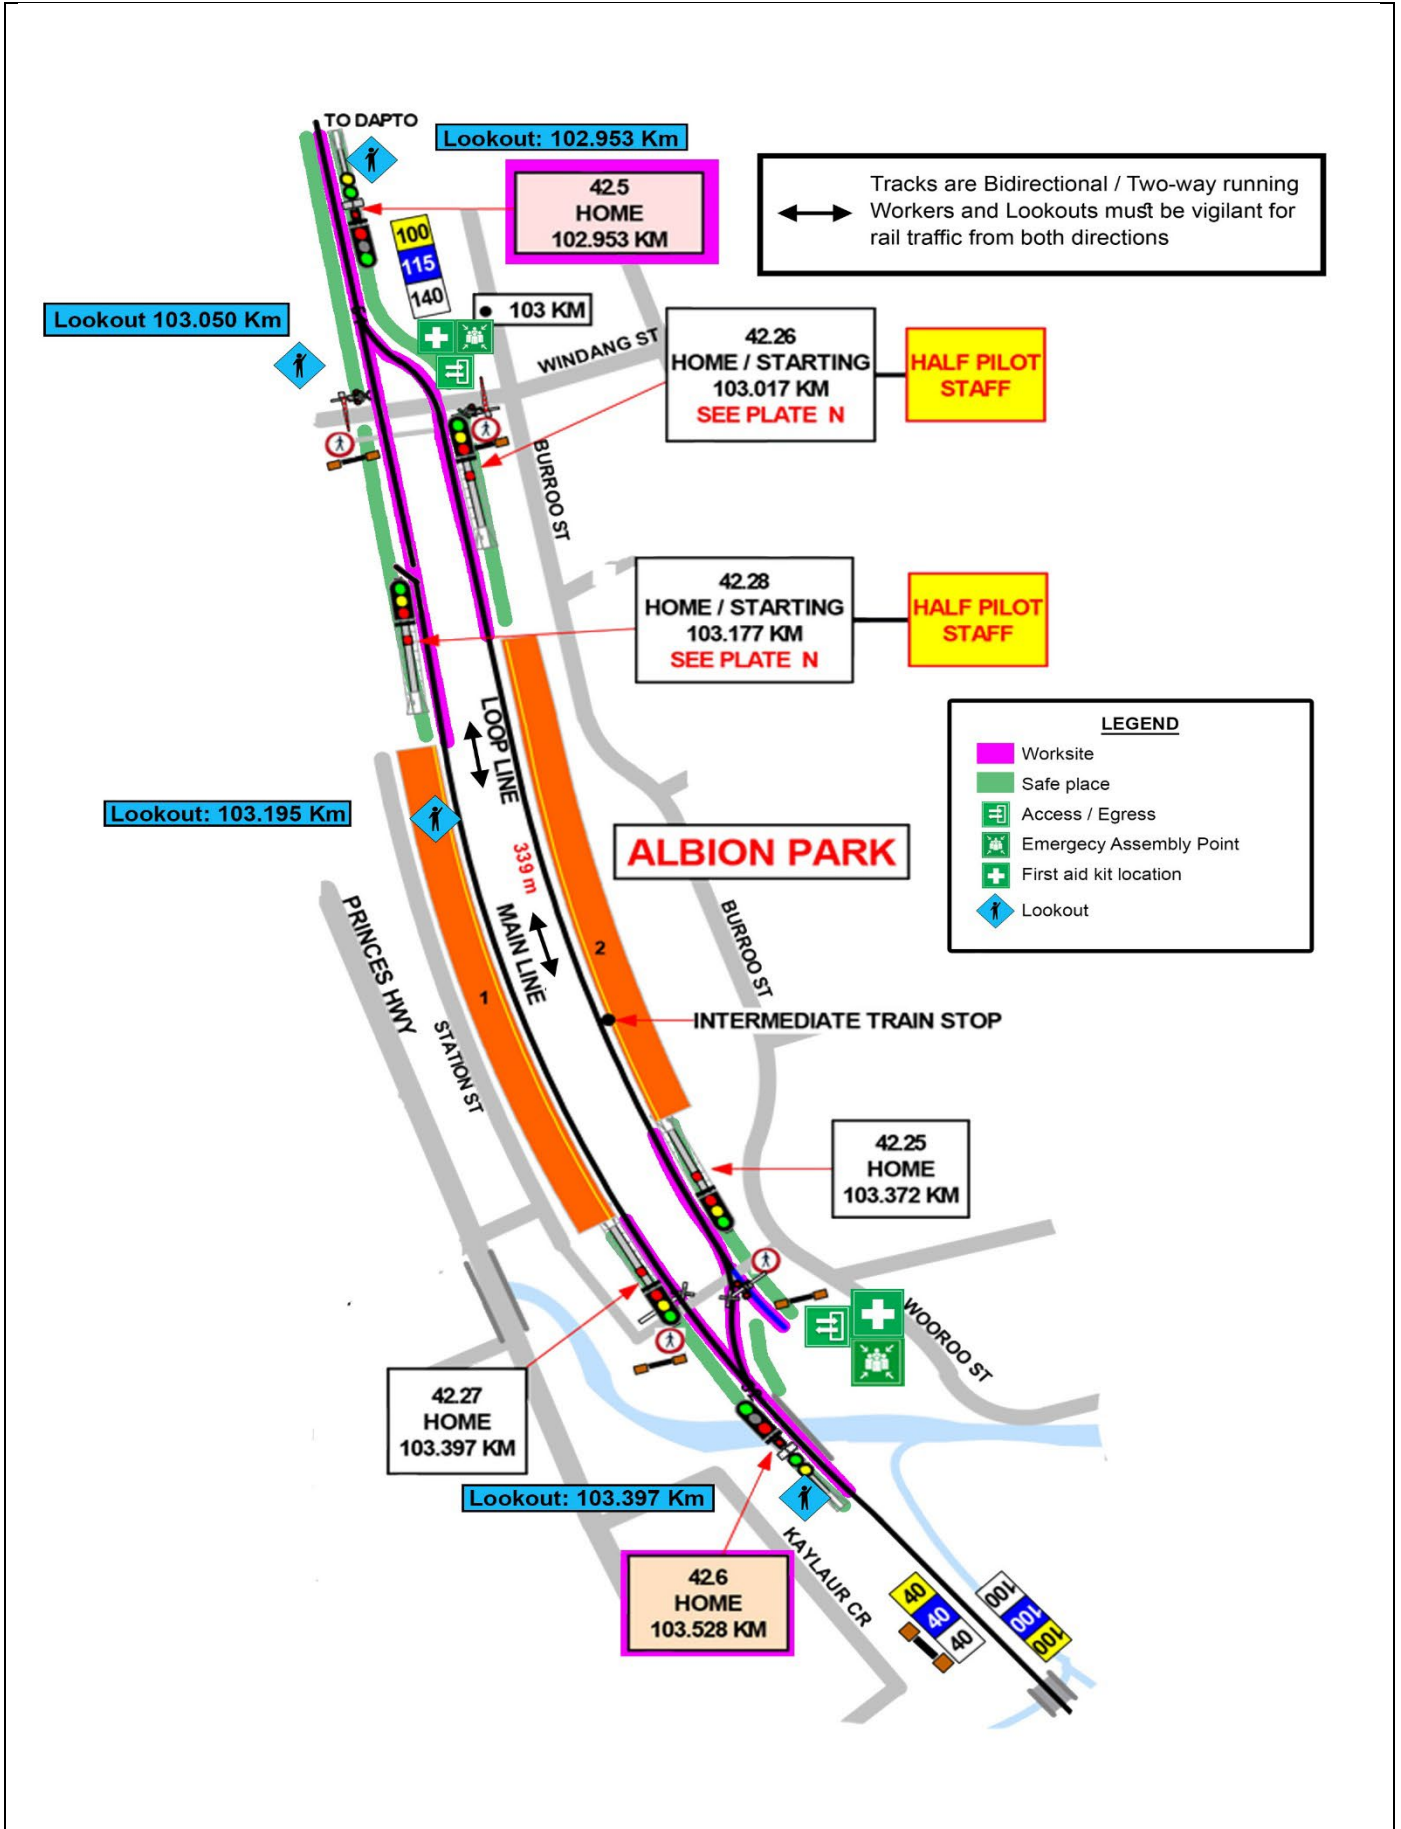 TO DAPTO
Lookout: 102.953 Km
42.5
HOME
102.953 KM
Tracks are Bidirectional / Two-way running
Workers and Lookouts must be vigilant for
rail traffic from both directions
100
115
140
103 KM
Lookout 103.050 Km
WINDANG ST
42.26
HOME / STARTING
103.017 KM
SEE PLATE N
HALF PILOT
STAFF
BURROO ST
42.28
HOME / STARTING
103.177 KM
SEE PLATE N
HALF PILOT
STAFF
LOOP LINE
LEGEND
Worksite
Safe place
Access / Egress
Emergecy Assembly Point
First aid kit location
Lookout
Lookout: 103.195 Km
339 m
ALBION PARK
MAIN LINE
PRINCES HWY
STATION ST
1
2
BURROO ST
INTERMEDIATE TRAIN STOP
42.25
HOME
103.372 KM
WOOROO ST
42.27
HOME
103.397 KM
Lookout: 103.397 Km
KAYLAUR CR
42.6
HOME
103.528 KM
40
40
40
100
100
100